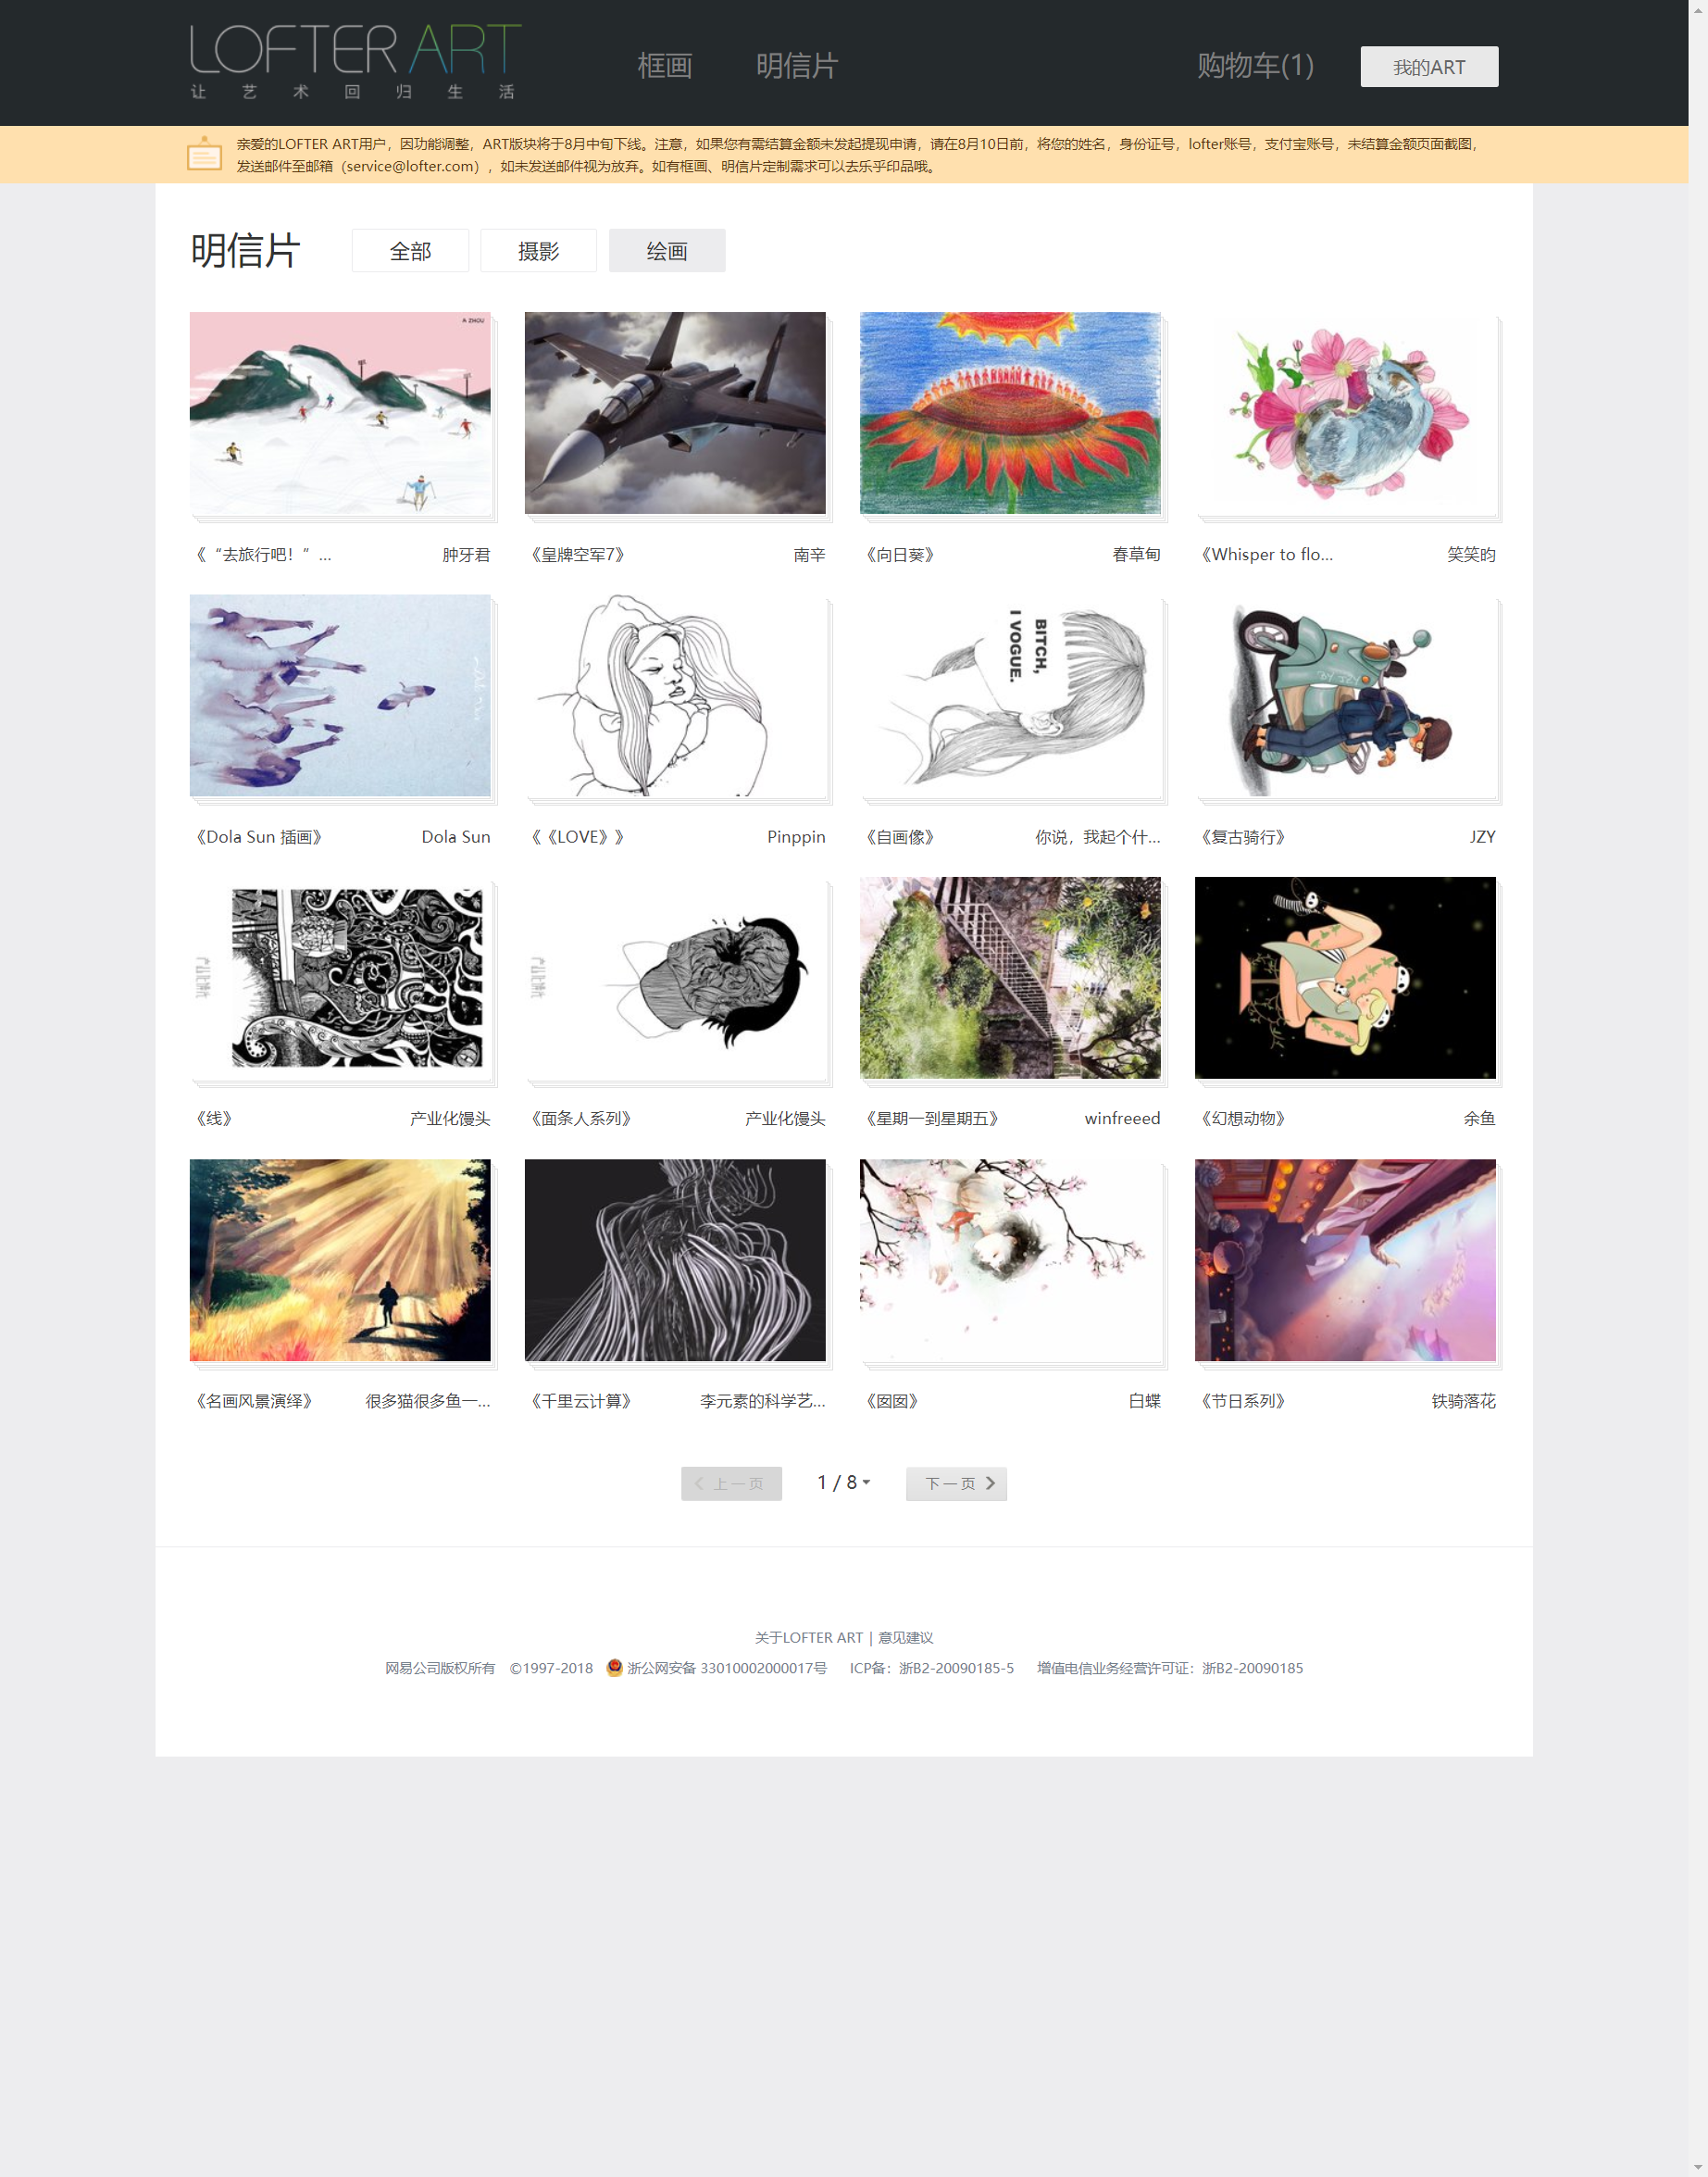 LOFTER ART
让艺术回归生活
框画
明信片
购物车(1)
我的ART
亲爱的LOFTER ART用户，因功能调整，ART版块将于8月中旬下线。注意，如果您有需结算金额未发起提现申请，请在8月10日前，将您的姓名，身份证号，lofter账号，支付宝账号，未结算金额页面截图，
发送邮件至邮箱（service@lofter.com），如未发送邮件视为放弃。如有框画、明信片定制需求可以去乐乎印品哦。
明信片
全部
摄影
绘画
A ZHOU
《 “去旅行吧！” ...
肿牙君
《皇牌空军7》
南辛
《向日葵》
春草甸
《Whisper to flo...
笑笑昀
BITCH,
I VOGUE.
BY JZY
《Dola Sun 插画》
Dola Sun
《《LOVE》》
Pinppin
《自画像》
你说，我起个什...
《复古骑行》
JZY
《线》
产业化馒头
《面条人系列》
产业化馒头
《星期一到星期五》
winfreeed
《幻想动物》
余鱼
《名画风景演绎》
很多猫很多鱼一...
《千里云计算》
李元素的科学艺...
《囡囡》
白蝶
《节日系列》
铁骑落花
上一页
1 / 8
下一页
关于LOFTER ART | 意见建议
网易公司版权所有 ©1997-2018 浙公网安备 33010002000017号 ICP备：浙B2-20090185-5 增值电信业务经营许可证：浙B2-20090185